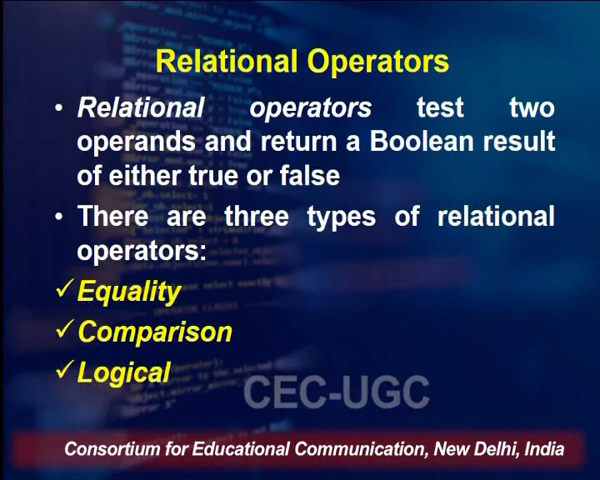 Relational Operators
• Relational operators test two
operands and return a Boolean result
of either true or false
• There are three types of relational
operators:
✓Equality
✓Comparison
✓Logical
CEC-UGC
Consortium for Educational Communication, New Delhi, India